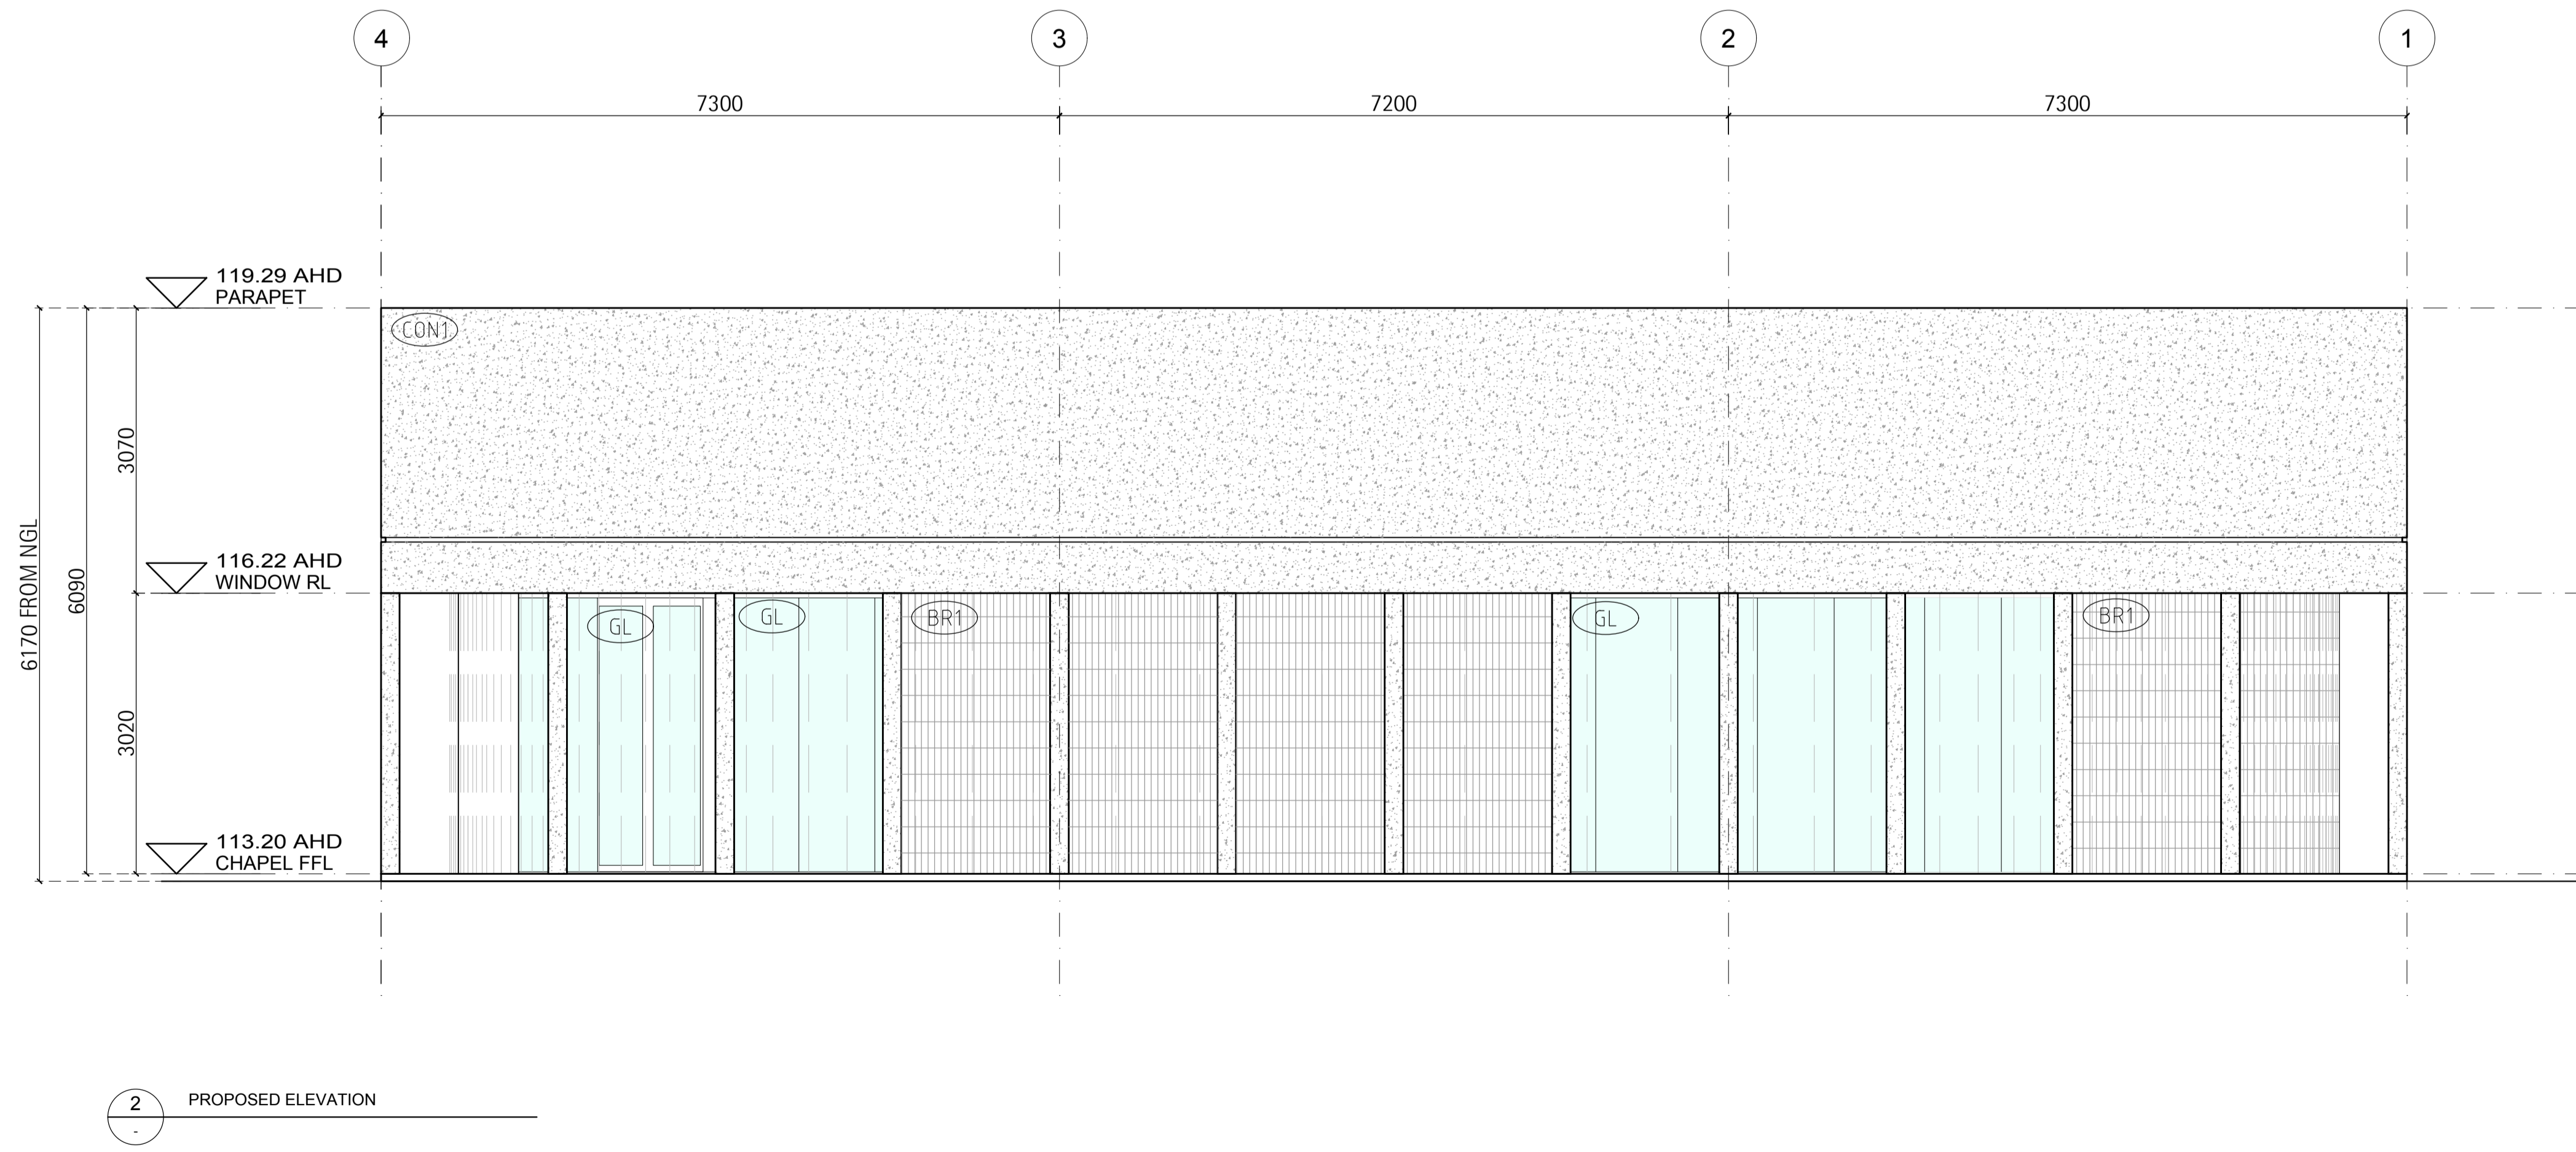 4
3
2
1
7300
7200
7300
119.29 AHD
PARAPET
CON1
3070
6170 FROM NGL
6090
116.22 AHD
WINDOW RL
GL
GL
BR1
GL
BR1
3020
113.20 AHD
CHAPEL FFL
2
PROPOSED ELEVATION
-